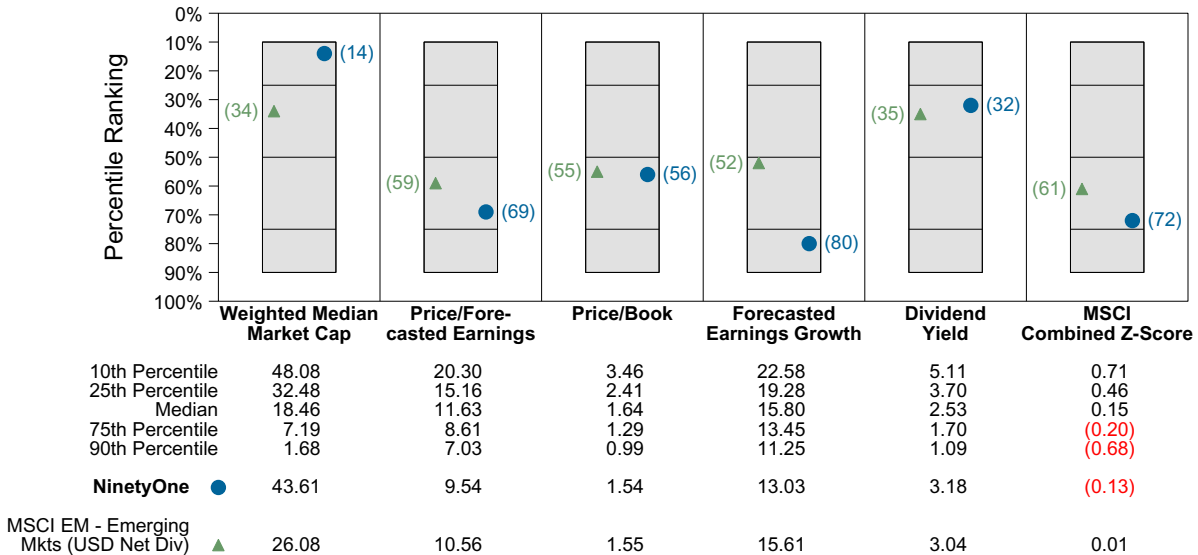 0%
10%
20%
30%
40%
50%
60%
70%
80%
90%
100%
Percentile Ranking
(14)
(34)
(59)
(69)
(55)
(56)
(52)
(80)
(35)
(32)
(61)
(72)
Weighted Median
Market Cap
Price/Fore-
casted Earnings
Price/Book
Forecasted
Earnings Growth
Dividend
Yield
MSCI
Combined Z-Score
10th Percentile 48.08 20.30 3.46 22.58 5.11 0.71
25th Percentile 32.48 15.16 2.41 19.28 3.70 0.46
Median 18.46 11.63 1.64 15.80 2.53 0.15
75th Percentile 7.19 8.61 1.29 13.45 1.70 (0.20)
90th Percentile 1.68 7.03 0.99 11.25 1.09 (0.68)
NinetyOne 43.61 9.54 1.54 13.03 3.18 (0.13)
MSCI EM - Emerging
Mkts (USD Net Div) 26.08 10.56 1.55 15.61 3.04 0.01